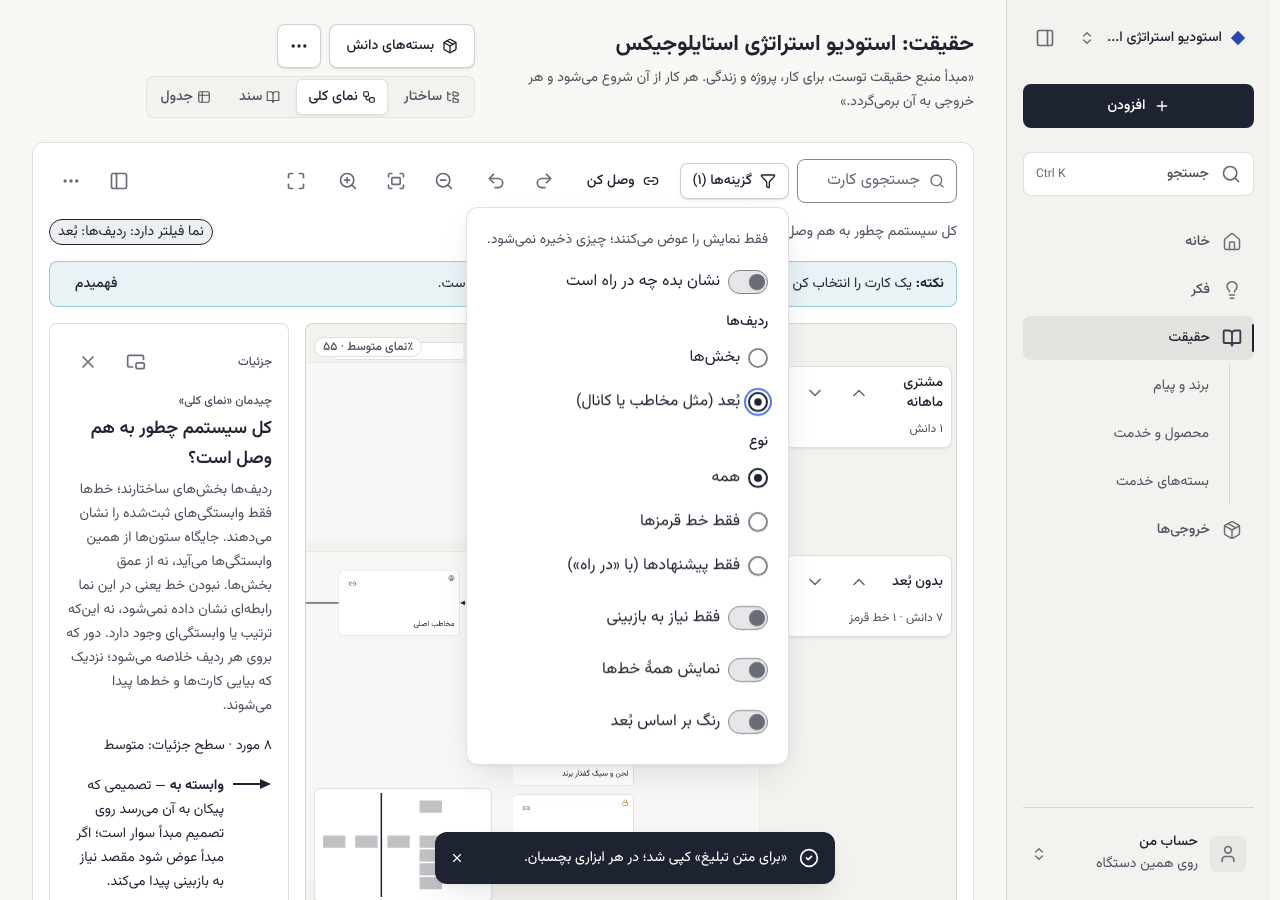 استودیو استراتژی ا...
افزودن
جستجو
Ctrl K
خانه
فکر
حقیقت
برند و پیام
محصول و خدمت
بسته‌های خدمت
خروجی‌ها
حساب من
روی همین دستگاه
حقیقت: استودیو استراتژی استایلوجیکس
«مبدأ منبع حقیقت توست، برای کار، پروژه و زندگی. هر کار از آن شروع می‌شود و هر
خروجی به آن برمی‌گردد.»
بسته‌های دانش
ساختار
نمای کلی
سند
جدول
جستجوی کارت
گزینه‌ها (۱)
وصل کن
کل سیستمم چطور به هم وصل
نما فیلتر دارد: ردیف‌ها: بُعد
نکته: یک کارت را انتخاب کن
ست.
فهمیدم
فقط نمایش را عوض می‌کنند؛ چیزی ذخیره نمی‌شود.
نشان بده چه در راه است
ردیف‌ها
بخش‌ها
بُعد (مثل مخاطب یا کانال)
نوع
همه
فقط خط قرمزها
فقط پیشنهادها (با «در راه»)
فقط نیاز به بازبینی
نمایش همهٔ خط‌ها
رنگ بر اساس بُعد
مشتری
ماهانه
۱ دانش
بدون بُعد
۷ دانش · ۱ خط قرمز
نمای متوسط · ۵۵٪
مخاطب اصلی
لحن و سبک گفتار برند
جزئیات
چیدمان «نمای کلی»
کل سیستمم چطور به هم
وصل است؟
ردیف‌ها بخش‌های ساختارند؛ خط‌ها
فقط وابستگی‌های ثبت‌شده را نشان
می‌دهند. جایگاه ستون‌ها از همین
وابستگی‌ها می‌آید، نه از عمق
بخش‌ها. نبودن خط یعنی در این نما
رابطه‌ای نشان داده نمی‌شود، نه این‌که
ترتیب یا وابستگی‌ای وجود دارد. دور که
بروی هر ردیف خلاصه می‌شود؛ نزدیک
که بیایی کارت‌ها و خط‌ها پیدا
می‌شوند.
۸ مورد · سطح جزئیات: متوسط
وابسته به — تصمیمی که
پیکان به آن می‌رسد روی
تصمیم مبدأ سوار است؛ اگر
مبدأ عوض شود مقصد نیاز
به بازبینی پیدا می‌کند.
«برای متن تبلیغ» کپی شد؛ در هر ابزاری بچسبان.